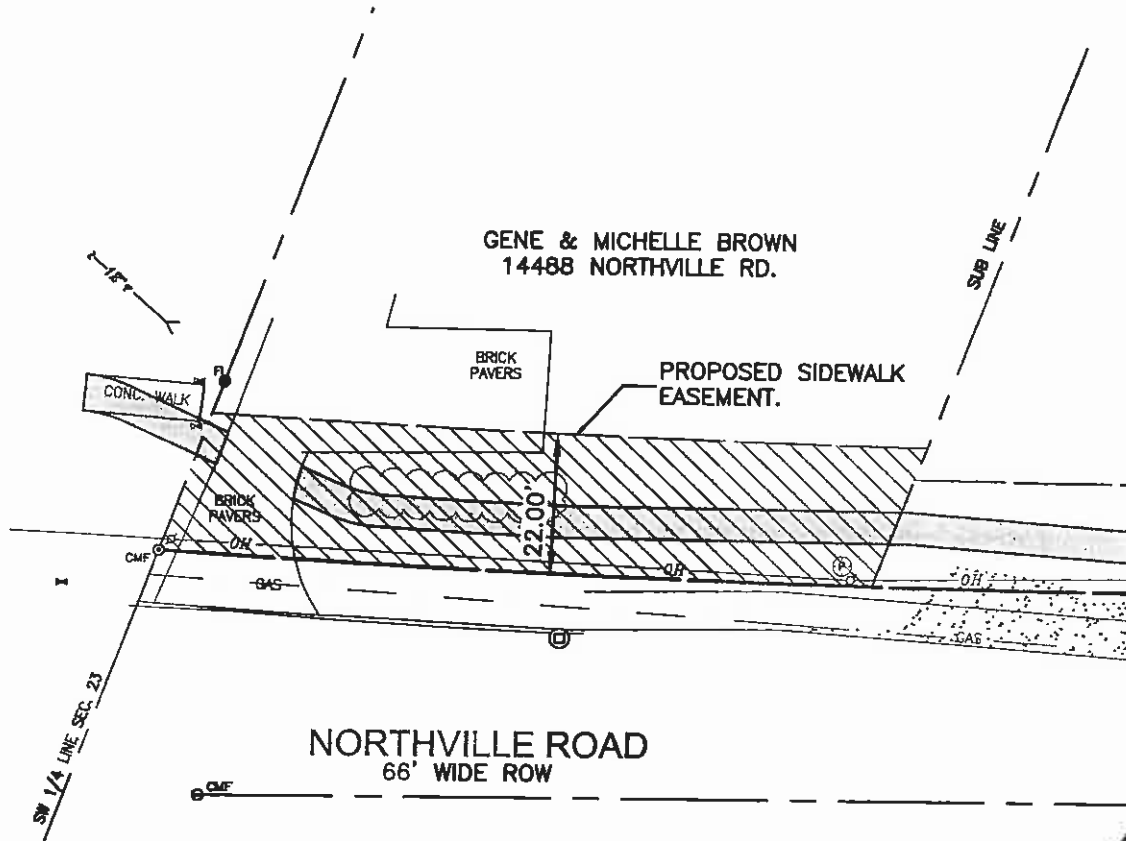 GENE & MICHELLE BROWN
14488 NORTHVILLE RD.
SUB LINE
BRICK
PAVERS
PROPOSED SIDEWALK
EASEMENT.
CONC. WALK
FI
22.00'
BRICK
PAVERS
OH
CMF
OH
P
OH
GAS
GAS
SW 1/4 LINE SEC. 23
NORTHVILLE ROAD
66' WIDE ROW
CMF